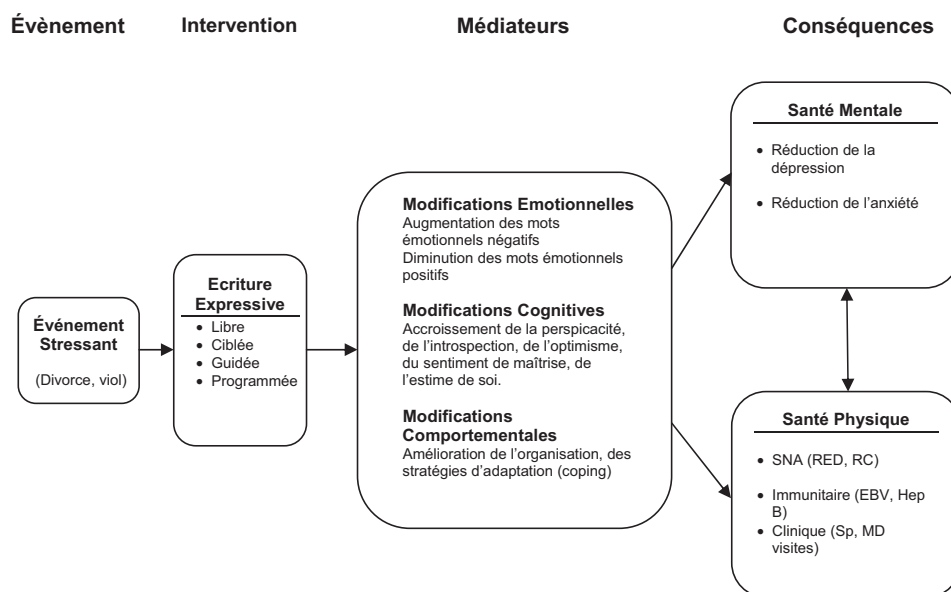 Évènement
Intervention
Médiateurs
Conséquences
Événement
Stressant
(Divorce, viol)
Ecriture
Expressive
• Libre
• Ciblée
• Guidée
• Programmée
Modifications Emotionnelles
Augmentation des mots
émotionnels négatifs
Diminution des mots émotionnels
positifs
Modifications Cognitives
Accroissement de la perspicacité,
de l'introspection, de l'optimisme,
du sentiment de maîtrise, de
l'estime de soi.
Modifications
Comportementales
Amélioration de l'organisation, des
stratégies d'adaptation (coping)
Santé Mentale
• Réduction de la
dépression
• Réduction de l'anxiété
Santé Physique
• SNA (RED, RC)
• Immunitaire (EBV, Hep
B)
• Clinique (Sp, MD
visites)